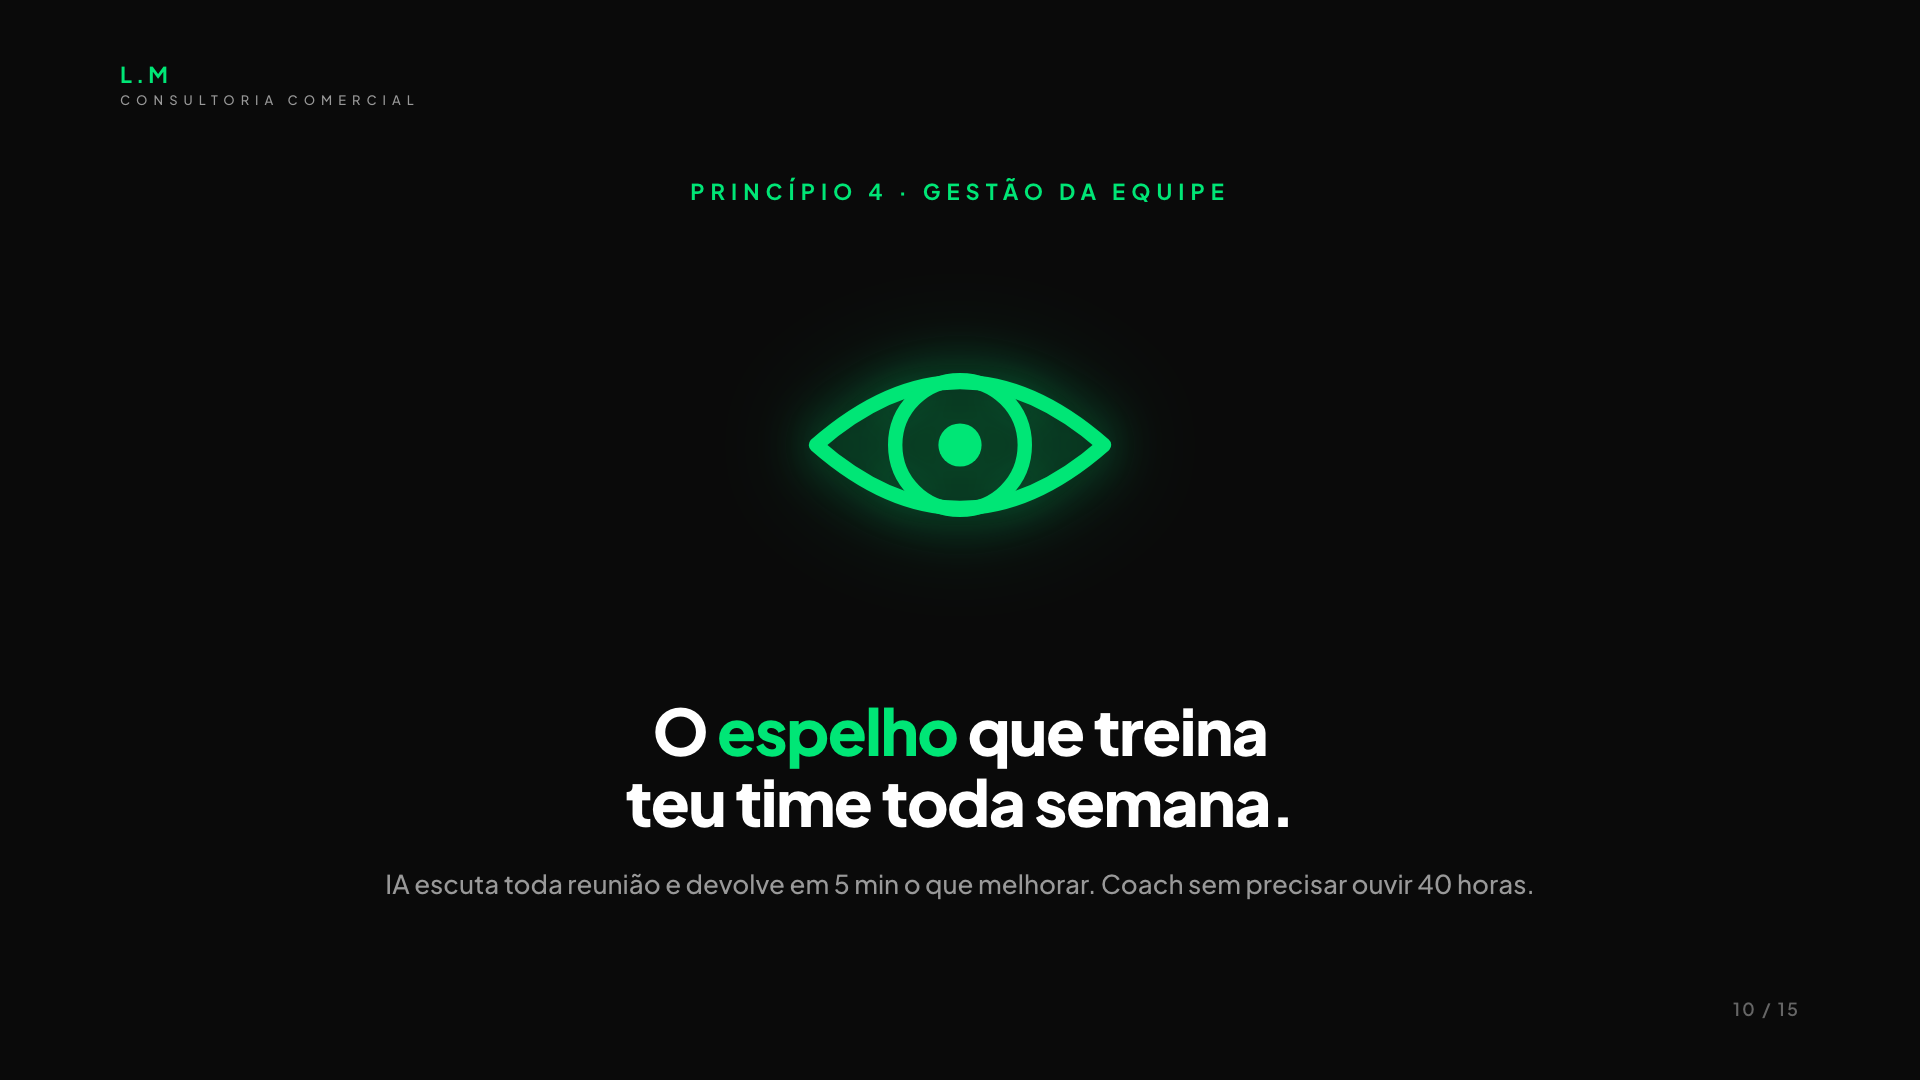 L.M
CONSULTORIA COMERCIAL
PRINCÍPIO 4 · GESTÃO DA EQUIPE
O espelho que treina
teu time toda semana.
IA escuta toda reunião e devolve em 5 min o que melhorar. Coach sem precisar ouvir 40 horas.
10 / 15